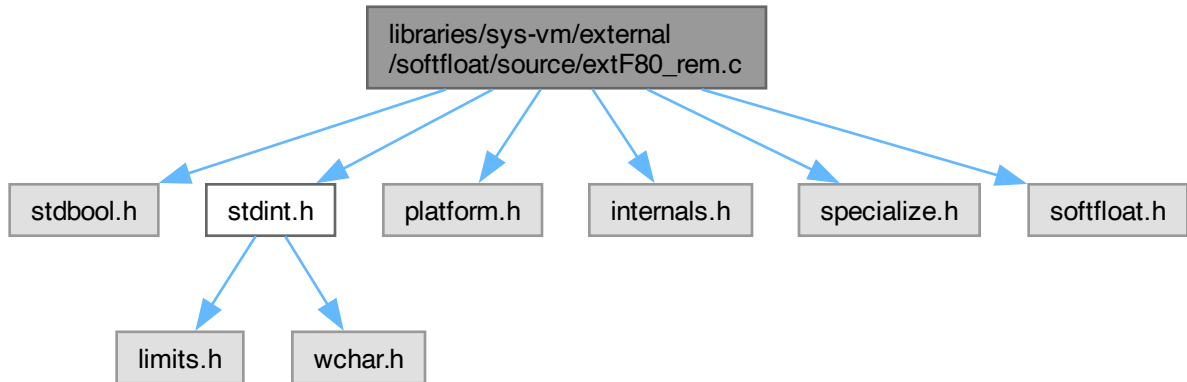 libraries/sys-vm/external
/softfloat/source/extF80_rem.c
stdbool.h
stdint.h
platform.h
internals.h
specialize.h
softfloat.h
limits.h
wchar.h